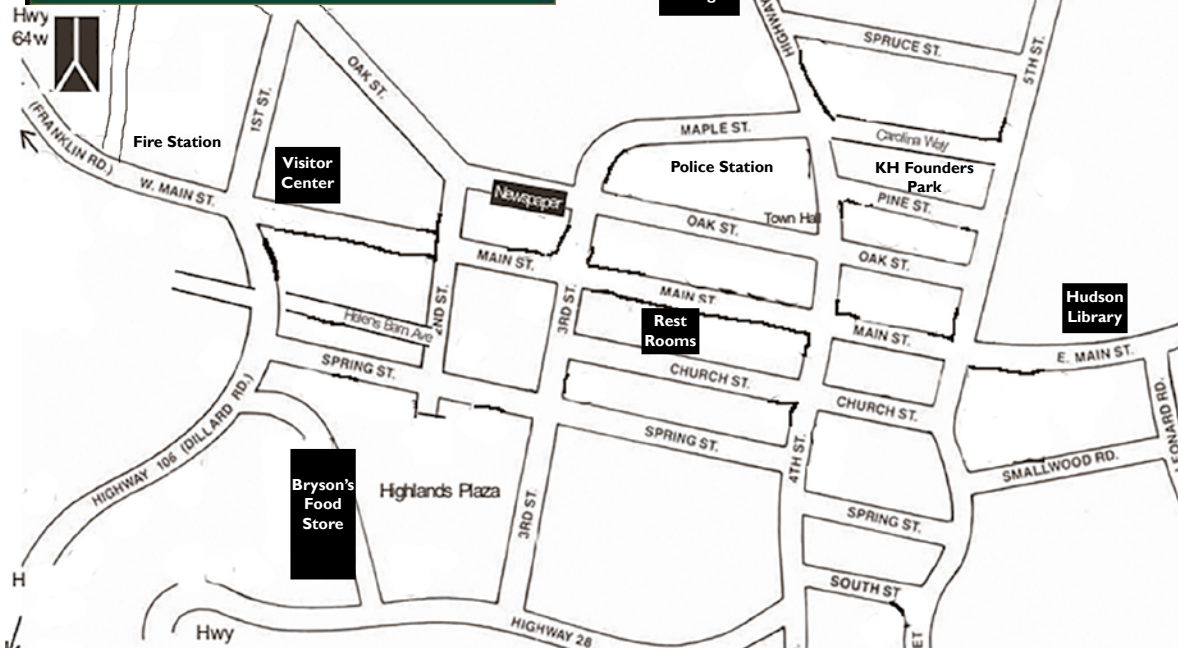 Hwy
64w
HIGHWAY
SPRUCE ST.
5TH ST.
OAK ST.
1ST ST.
(FRANKLIN RD.)
Fire Station
MAPLE ST.
Carolina Way
Visitor
Center
Police Station
KH Founders
Park
W. MAIN ST.
Newspaper
PINE ST.
Town Hall
OAK ST.
OAK ST.
MAIN ST.
MAIN ST.
2ND ST.
3RD ST.
Hudson
Library
Helens Barn Ave
Rest
Rooms
MAIN ST.
E. MAIN ST.
SPRING ST.
CHURCH ST.
CHURCH ST.
LEONARD RD.
HIGHWAY 106 (DILLARD RD.)
SPRING ST.
4TH ST.
SMALLWOOD RD.
Bryson's
Food
Store
Highlands Plaza
3RD ST.
SPRING ST.
H
SOUTH ST
Hwy
HIGHWAY 28
ET